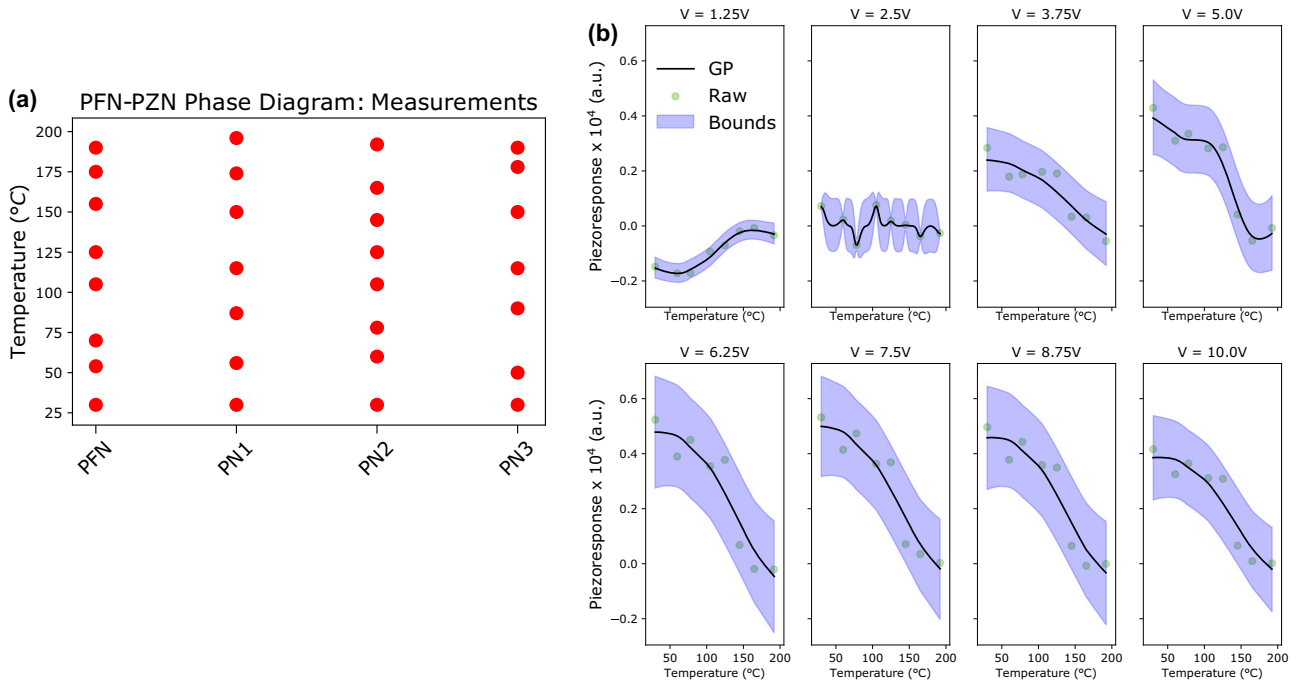 (a)
PFN-PZN Phase Diagram: Measurements
Temperature (°C)
200
175
150
125
100
75
50
25
PFN
PN1
PN2
PN3
(b)
V = 1.25V
V = 2.5V
V = 3.75V
V = 5.0V
Piezoresponse x 10⁴ (a.u.)
0.6
0.4
0.2
0.0
−0.2
GP
Raw
Bounds
Temperature (°C)
Temperature (°C)
Temperature (°C)
Temperature (°C)
V = 6.25V
V = 7.5V
V = 8.75V
V = 10.0V
Piezoresponse x 10⁴ (a.u.)
0.6
0.4
0.2
0.0
−0.2
50 100 150 200
50 100 150 200
50 100 150 200
50 100 150 200
Temperature (°C)
Temperature (°C)
Temperature (°C)
Temperature (°C)